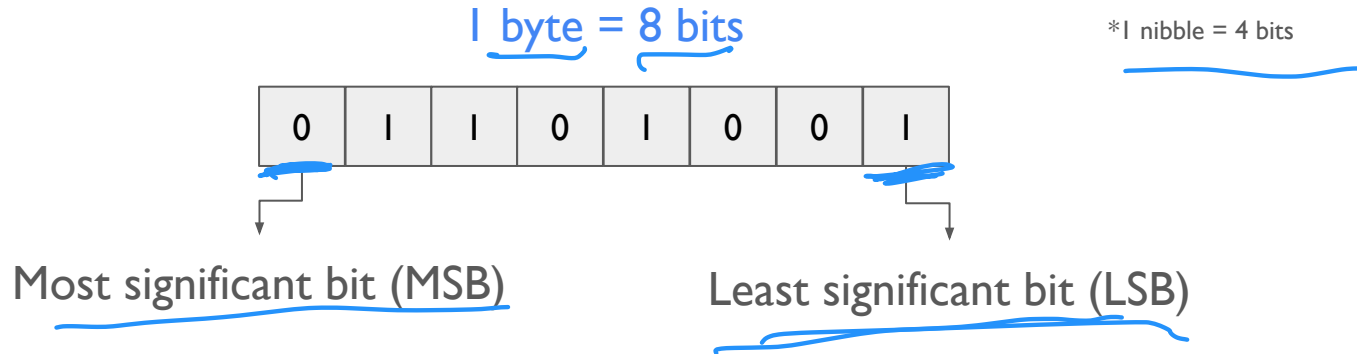 1 byte = 8 bits
*1 nibble = 4 bits
0 1 1 0 1 0 0 1
Most significant bit (MSB)
Least significant bit (LSB)